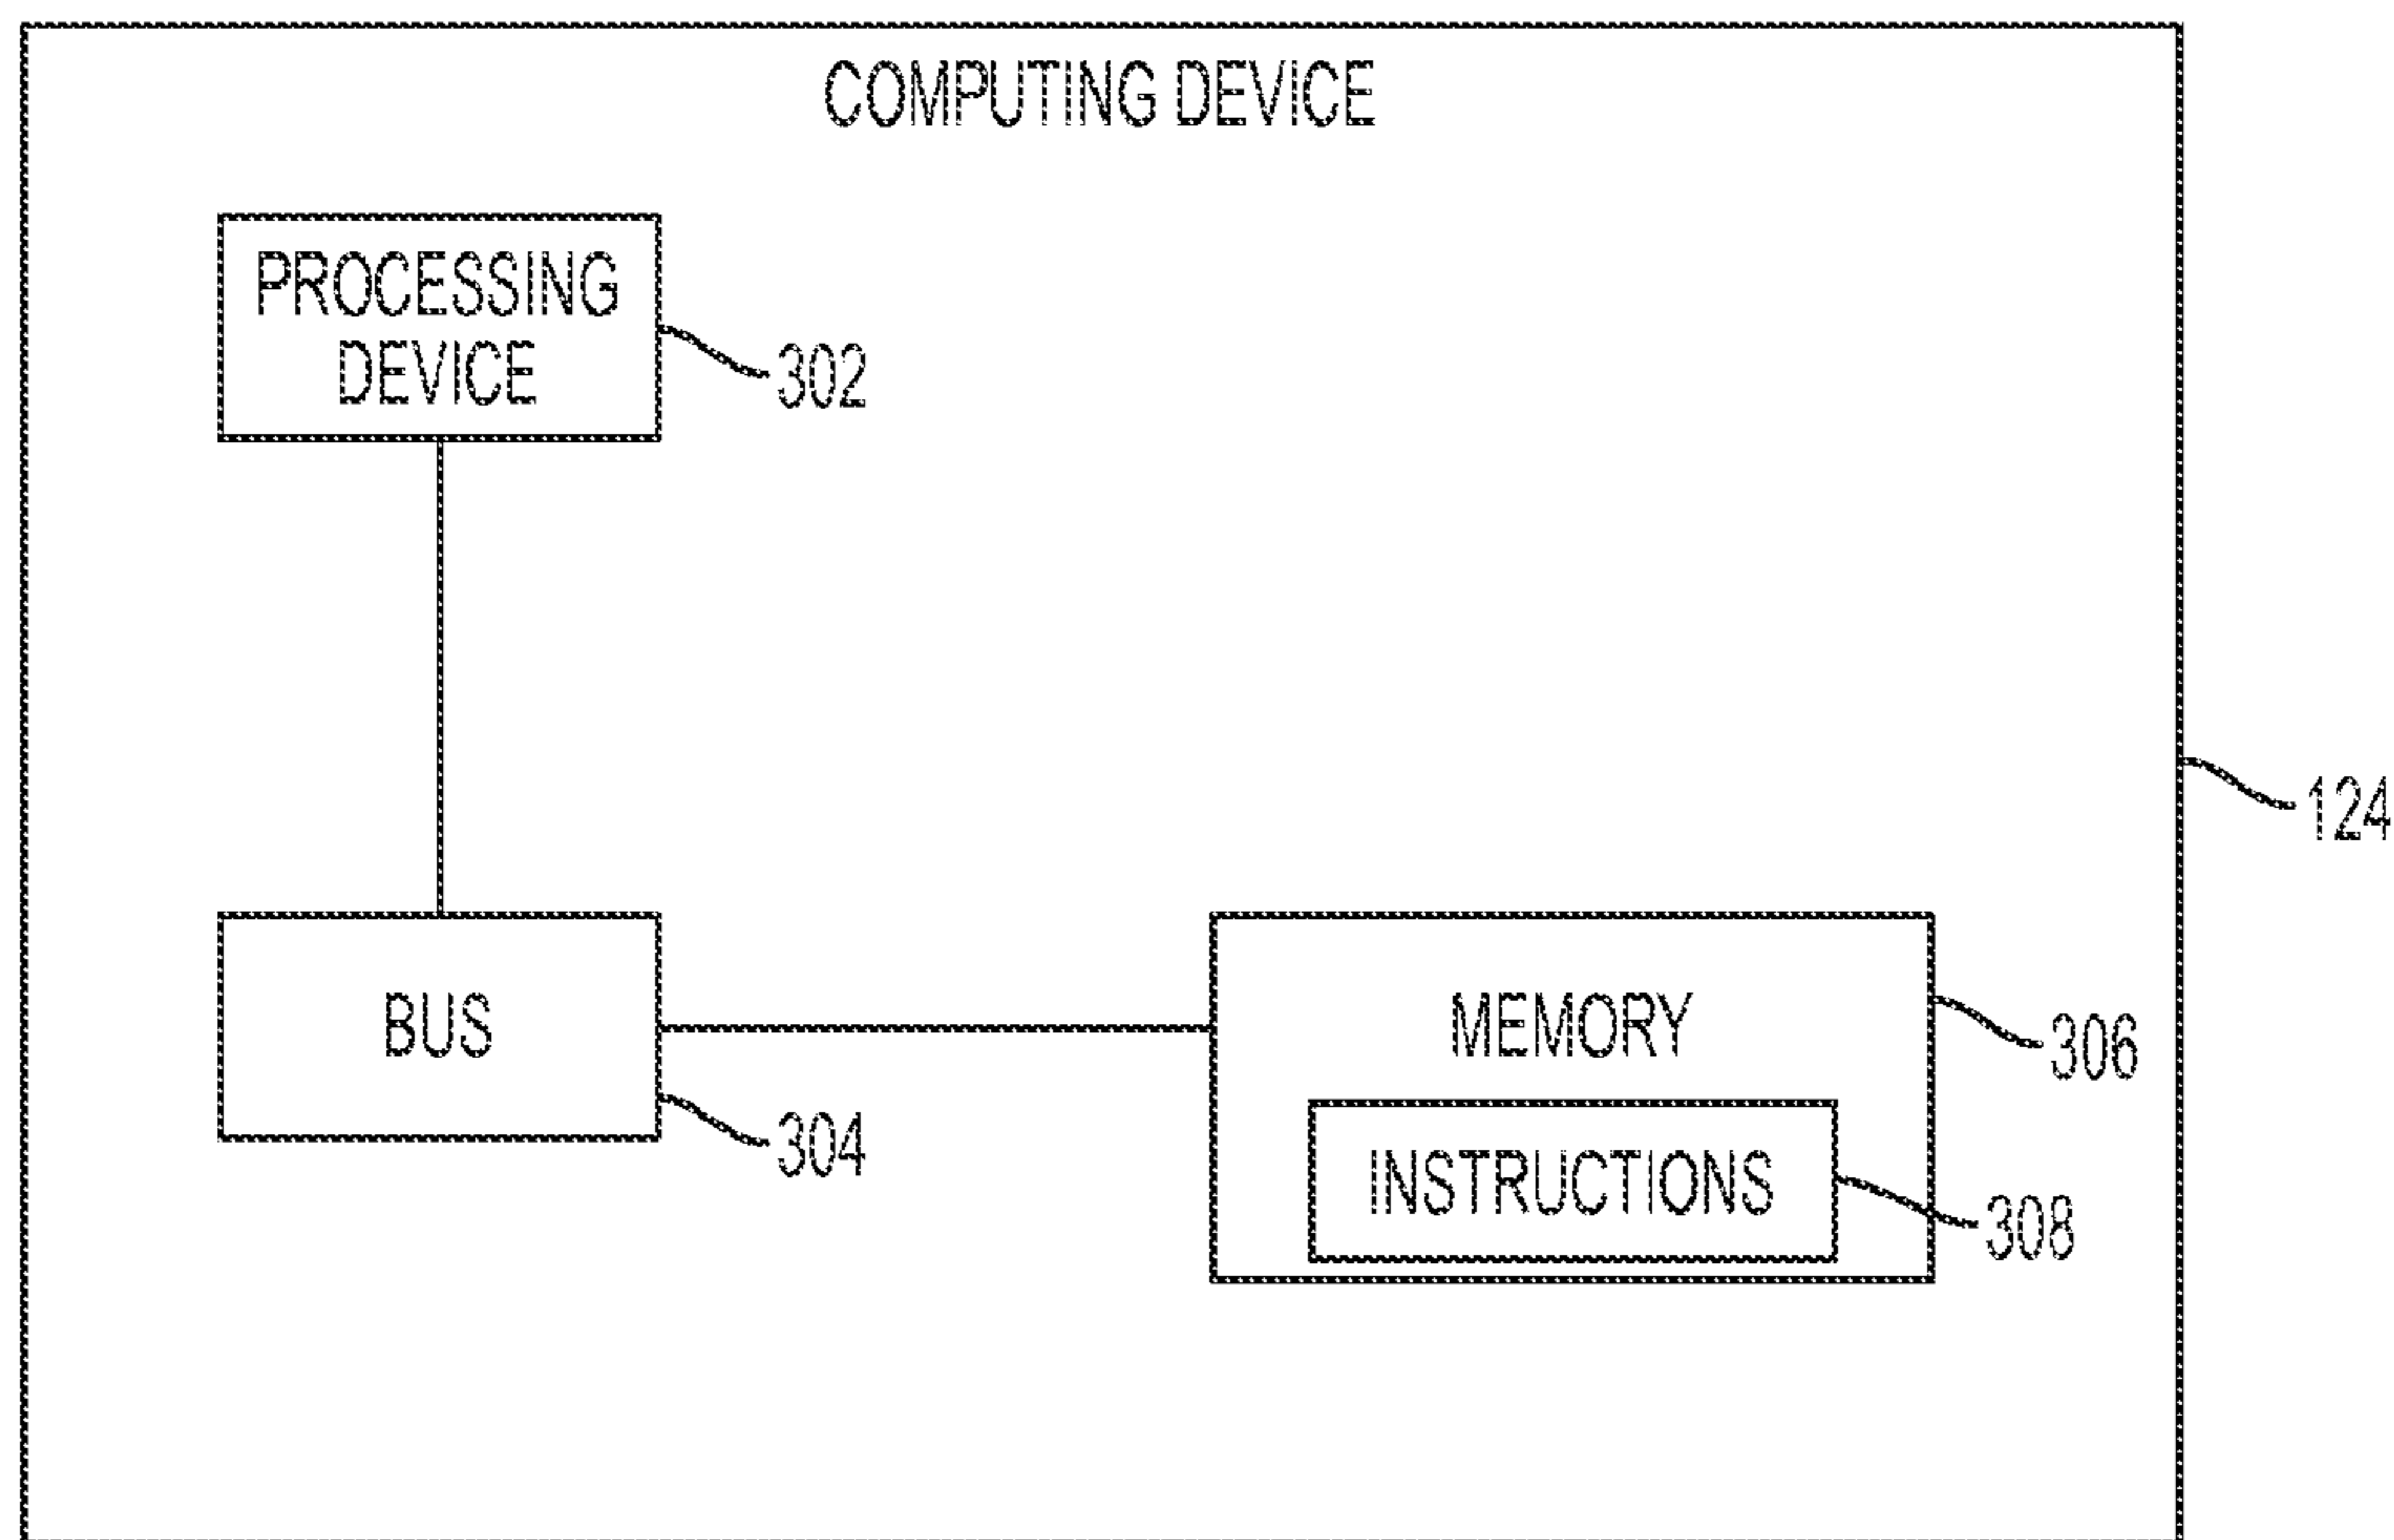 COMPUTING DEVICE
PROCESSING
DEVICE
302
124
BUS
304
MEMORY
306
INSTRUCTIONS
308